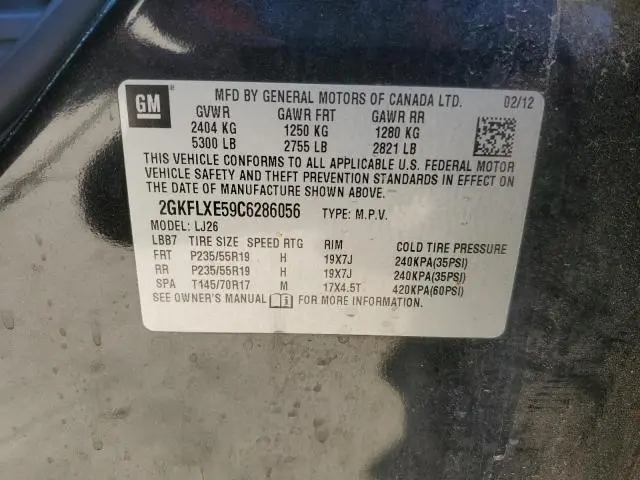 GM ® MFD BY GENERAL MOTORS OF CANADA LTD. 02/12
GVWR GAWR FRT GAWR RR
2404 KG 1250 KG 1280 KG
5300 LB 2755 LB 2821 LB
THIS VEHICLE CONFORMS TO ALL APPLICABLE U.S. FEDERAL MOTOR
VEHICLE SAFETY AND THEFT PREVENTION STANDARDS IN EFFECT ON
THE DATE OF MANUFACTURE SHOWN ABOVE.
2GKFLXE59C6286056 TYPE: M.P.V.
MODEL: LJ26
LBB7 TIRE SIZE SPEED RTG RIM COLD TIRE PRESSURE
FRT P235/55R19 H 19X7J 240KPA(35PSI)
RR P235/55R19 H 19X7J 240KPA(35PSI)
SPA T145/70R17 M 17X4.5T 420KPA(60PSI)
SEE OWNER'S MANUAL FOR MORE INFORMATION.